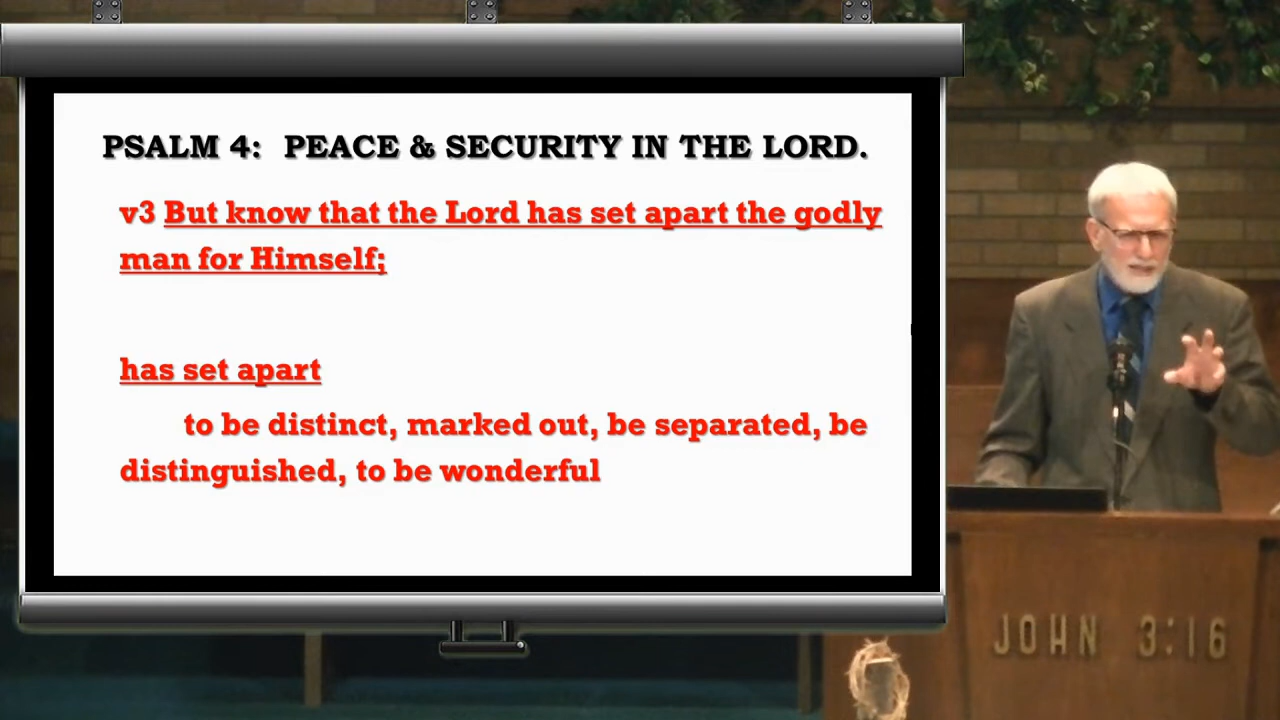 PSALM 4: PEACE & SECURITY IN THE LORD.
v3 But know that the Lord has set apart the godly
man for Himself;
has set apart
to be distinct, marked out, be separated, be
distinguished, to be wonderful
JOHN 3:16